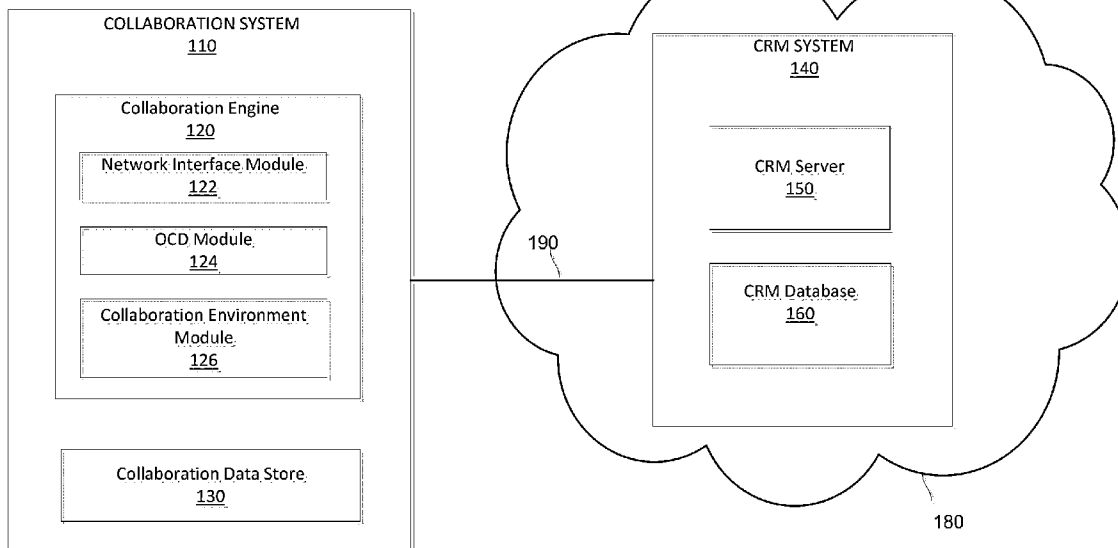 COLLABORATION SYSTEM
110
Collaboration Engine
120
Network Interface Module
122
OCD Module
124
Collaboration Environment
Module
126
Collaboration Data Store
130
190
CRM SYSTEM
140
CRM Server
150
CRM Database
160
180